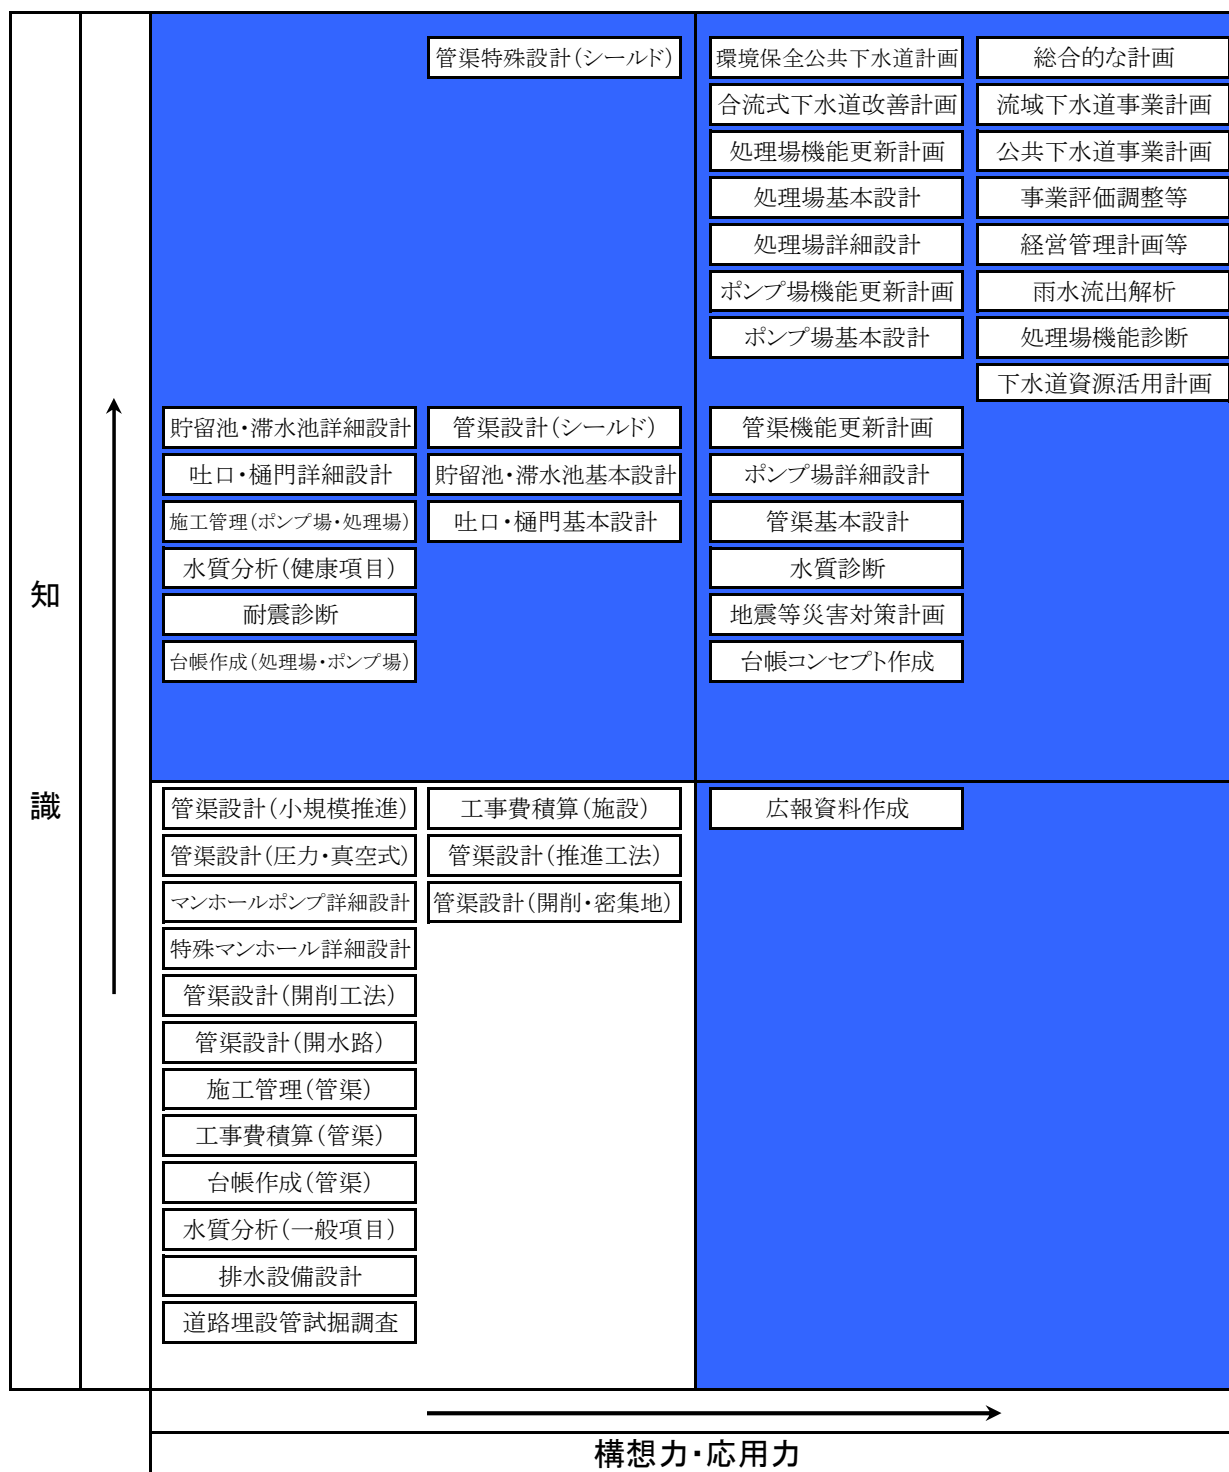 管渠特殊設計（シールド）
環境保全公共下水道計画
総合的な計画
合流式下水道改善計画
流域下水道事業計画
処理場機能更新計画
公共下水道事業計画
処理場基本設計
事業評価調整等
処理場詳細設計
経営管理計画等
ポンプ場機能更新計画
雨水流出解析
ポンプ場基本設計
処理場機能診断
下水道資源活用計画
貯留池・滞水池詳細設計
管渠設計（シールド）
管渠機能更新計画
吐口・樋門詳細設計
貯留池・滞水池基本設計
ポンプ場詳細設計
施工管理（ポンプ場・処理場）
吐口・樋門基本設計
管渠基本設計
水質分析（健康項目）
水質診断
耐震診断
地震等災害対策計画
台帳作成（処理場・ポンプ場）
台帳コンセプト作成
知
識
管渠設計（小規模推進）
工事費積算（施設）
広報資料作成
管渠設計（圧力・真空式）
管渠設計（推進工法）
マンホールポンプ詳細設計
管渠設計（開削・密集地）
特殊マンホール詳細設計
管渠設計（開削工法）
管渠設計（開水路）
施工管理（管渠）
工事費積算（管渠）
台帳作成（管渠）
水質分析（一般項目）
排水設備設計
道路埋設管試掘調査
構想力・応用力